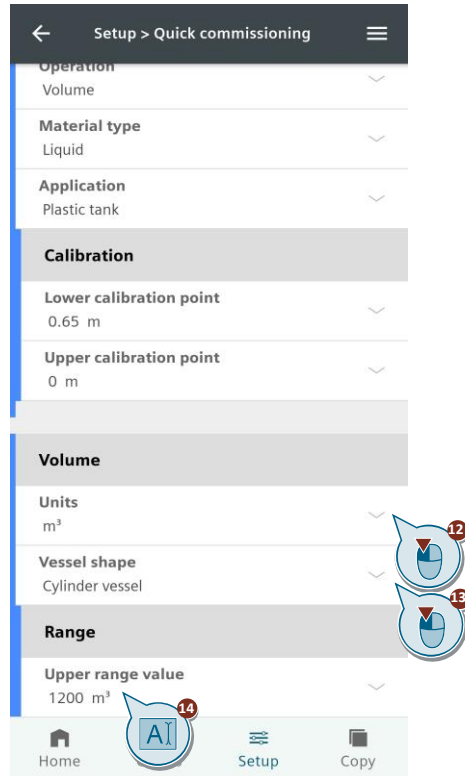 Setup > Quick commissioning
Operation
Volume
Material type
Liquid
Application
Plastic tank
Calibration
Lower calibration point
0.65 m
Upper calibration point
0 m
Volume
Units
m³
12
Vessel shape
Cylinder vessel
13
Range
Upper range value
1200 m³
14
A
Home
Setup
Copy